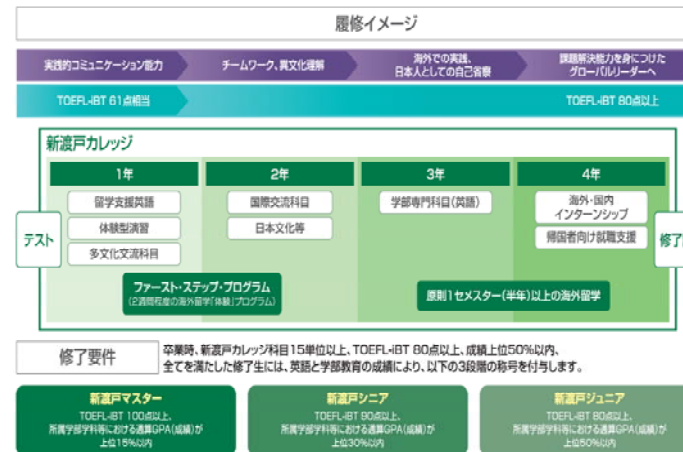 履修イメージ
実践的コミュニケーション能力
チームワーク、異文化理解
海外での実践、
日本人としての自己省察
課題解決能力を身につけた
グローバルリーダーへ
TOEFL-iBT 61点相当
TOEFL-iBT 80点以上
新渡戸カレッジ
1年
2年
3年
4年
テスト
留学支援英語
体験型演習
多文化交流科目
国際交流科目
日本文化等
学部専門科目(英語)
海外・国内
インターンシップ
帰国者向け就職支援
修了
ファースト・ステップ・プログラム
(2週間程度の海外留学「体験」プログラム)
原則1セメスター(半年)以上の海外留学
修了要件
卒業時、新渡戸カレッジ科目15単位以上、TOEFL-iBT 80点以上、成績上位50%以内、
全てを満たした修了生には、英語と学部教育の成績により、以下の3段階の称号を付与します。
新渡戸マスター
TOEFL-iBT 100点以上、
所属学部学科等における通算GPA(成績)が
上位15%以内
新渡戸シニア
TOEFL-iBT 90点以上、
所属学部学科等における通算GPA(成績)が
上位30%以内
新渡戸ジュニア
TOEFL-iBT 80点以上、
所属学部学科等における通算GPA(成績)が
上位50%以内